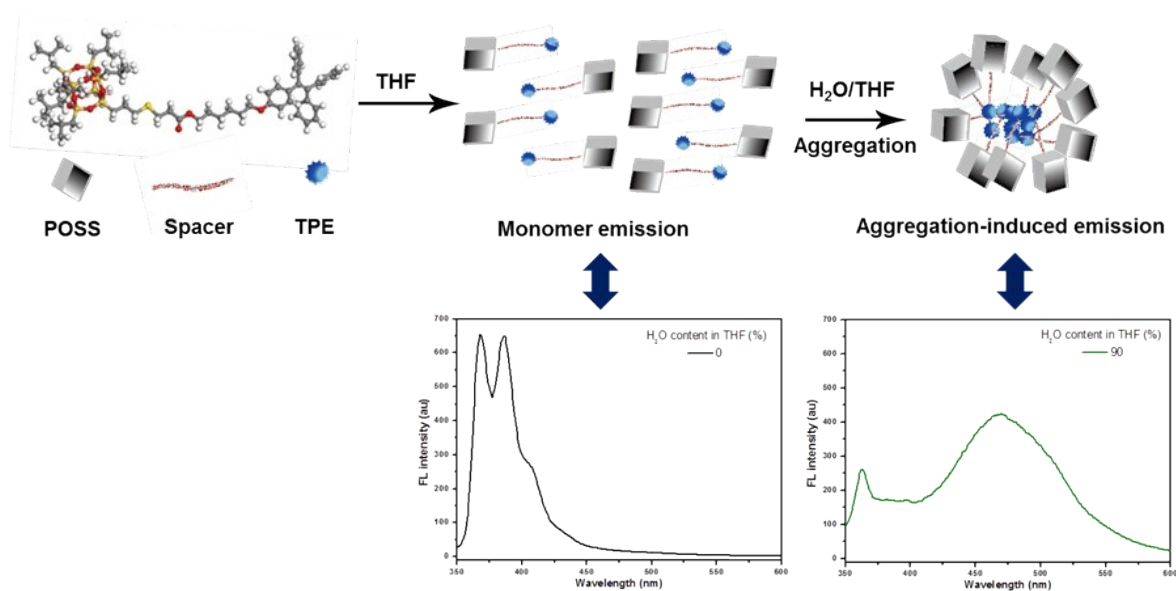 THF
H₂O/THF
Aggregation
POSS
Spacer
TPE
Monomer emission
Aggregation-induced emission
700
600
500
400
300
200
100
0
FL intensity (au)
H₂O content in THF (%)
0
350
400
450
500
550
600
Wavelength (nm)
700
600
500
400
300
200
100
0
FL intensity (au)
H₂O content in THF (%)
90
350
400
450
500
550
600
Wavelength (nm)